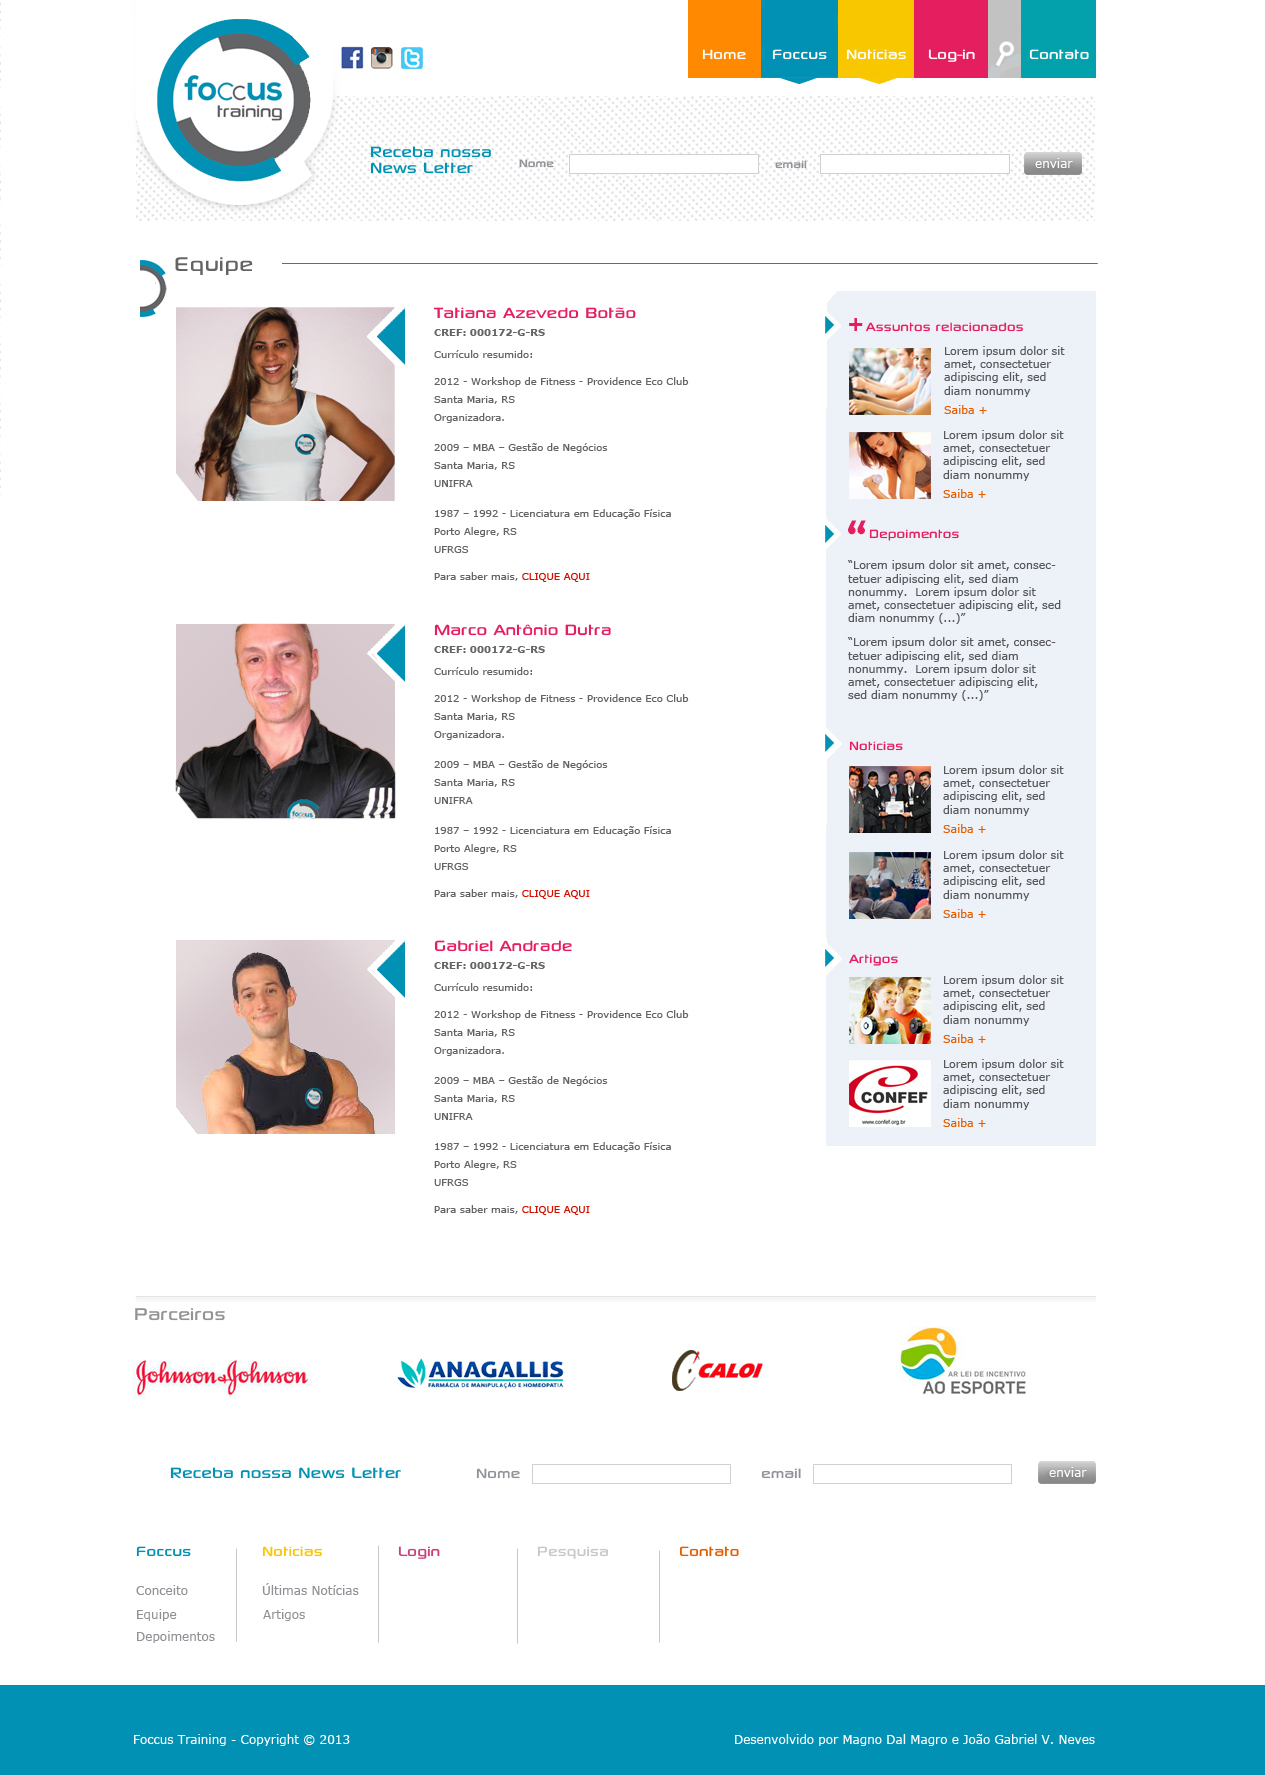 foccus
training
Home
Foccus
Notícias
Log-in
Contato
Receba nossa
News Letter
Nome
email
enviar
Equipe
Tatiana Azevedo Botão
CREF: 000172-G-RS
Currículo resumido:
2012 - Workshop de Fitness - Providence Eco Club
Santa Maria, RS
Organizadora.
2009 – MBA – Gestão de Negócios
Santa Maria, RS
UNIFRA
1987 – 1992 - Licenciatura em Educação Física
Porto Alegre, RS
UFRGS
Para saber mais, CLIQUE AQUI
Marco Antônio Dutra
CREF: 000172-G-RS
Currículo resumido:
2012 - Workshop de Fitness - Providence Eco Club
Santa Maria, RS
Organizadora.
2009 – MBA – Gestão de Negócios
Santa Maria, RS
UNIFRA
1987 – 1992 - Licenciatura em Educação Física
Porto Alegre, RS
UFRGS
Para saber mais, CLIQUE AQUI
foccus
Gabriel Andrade
CREF: 000172-G-RS
Currículo resumido:
2012 - Workshop de Fitness - Providence Eco Club
Santa Maria, RS
Organizadora.
2009 – MBA – Gestão de Negócios
Santa Maria, RS
UNIFRA
1987 – 1992 - Licenciatura em Educação Física
Porto Alegre, RS
UFRGS
Para saber mais, CLIQUE AQUI
+ Assuntos relacionados
Lorem ipsum dolor sit
amet, consectetuer
adipiscing elit, sed
diam nonummy
Saiba +
Lorem ipsum dolor sit
amet, consectetuer
adipiscing elit, sed
diam nonummy
Saiba +
“ Depoimentos
“Lorem ipsum dolor sit amet, consec-
tetuer adipiscing elit, sed diam
nonummy.  Lorem ipsum dolor sit
amet, consectetuer adipiscing elit, sed
diam nonummy (...)”
“Lorem ipsum dolor sit amet, consec-
tetuer adipiscing elit, sed diam
nonummy.  Lorem ipsum dolor sit
amet, consectetuer adipiscing elit,
sed diam nonummy (...)”
Notícias
Lorem ipsum dolor sit
amet, consectetuer
adipiscing elit, sed
diam nonummy
Saiba +
Lorem ipsum dolor sit
amet, consectetuer
adipiscing elit, sed
diam nonummy
Saiba +
Artigos
Lorem ipsum dolor sit
amet, consectetuer
adipiscing elit, sed
diam nonummy
Saiba +
CONFEF
www.confef.org.br
Lorem ipsum dolor sit
amet, consectetuer
adipiscing elit, sed
diam nonummy
Saiba +
Parceiros
Johnson & Johnson
ANAGALLIS
FARMÁCIA DE MANIPULAÇÃO E HOMEOPATIA
CALOI
AR LEI DE INCENTIVO
AO ESPORTE
Receba nossa News Letter
Nome
email
enviar
Foccus
Conceito
Equipe
Depoimentos
Notícias
Últimas Notícias
Artigos
Login
Pesquisa
Contato
Foccus Training - Copyright © 2013
Desenvolvido por Magno Dal Magro e João Gabriel V. Neves